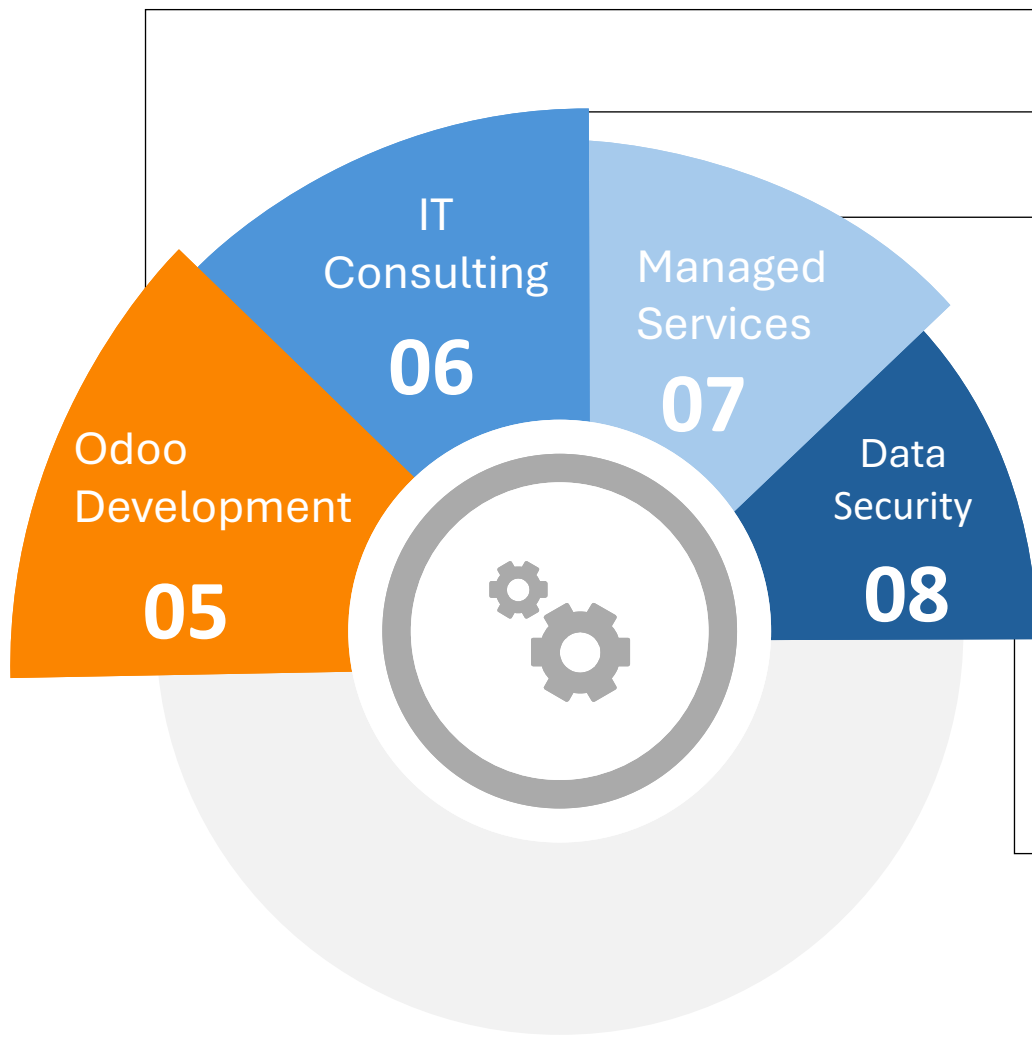 Odoo
Development
05
IT
Consulting
06
Managed
Services
07
Data
Security
08